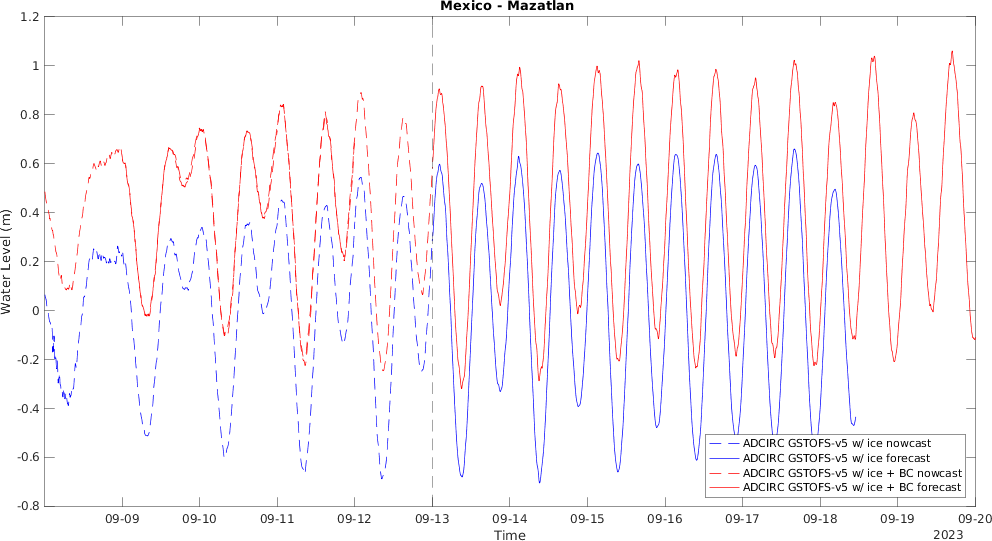 Mexico - Mazatlan
1.2
1
0.8
0.6
0.4
0.2
0
-0.2
-0.4
-0.6
-0.8
Water Level (m)
ADCIRC GSTOFS-v5 w/ ice nowcast
ADCIRC GSTOFS-v5 w/ ice forecast
ADCIRC GSTOFS-v5 w/ ice + BC nowcast
ADCIRC GSTOFS-v5 w/ ice + BC forecast
09-09 09-10 09-11 09-12 09-13 09-14 09-15 09-16 09-17 09-18 09-19 09-20
Time
2023